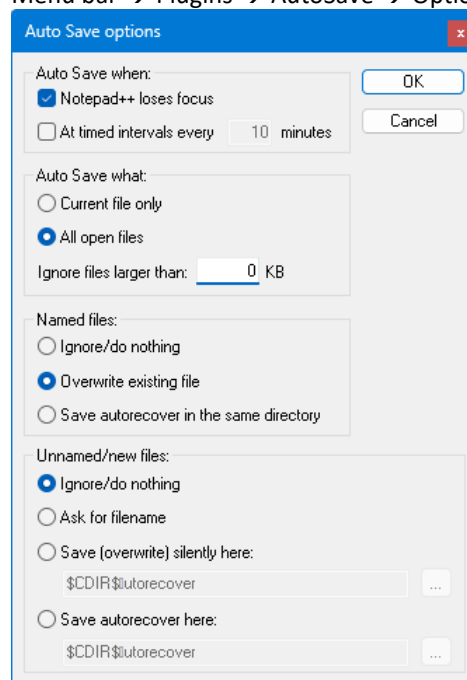 Menu bar → Plugins → AutoSave → Optio
Auto Save options
x
Auto Save when:
OK
Notepad++ loses focus
At timed intervals every 10 minutes
Cancel
Auto Save what:
Current file only
All open files
Ignore files larger than: 0 KB
Named files:
Ignore/do nothing
Overwrite existing file
Save autorecover in the same directory
Unnamed/new files:
Ignore/do nothing
Ask for filename
Save (overwrite) silently here:
$CDIR$utorecover
...
Save autorecover here:
$CDIR$utorecover
...